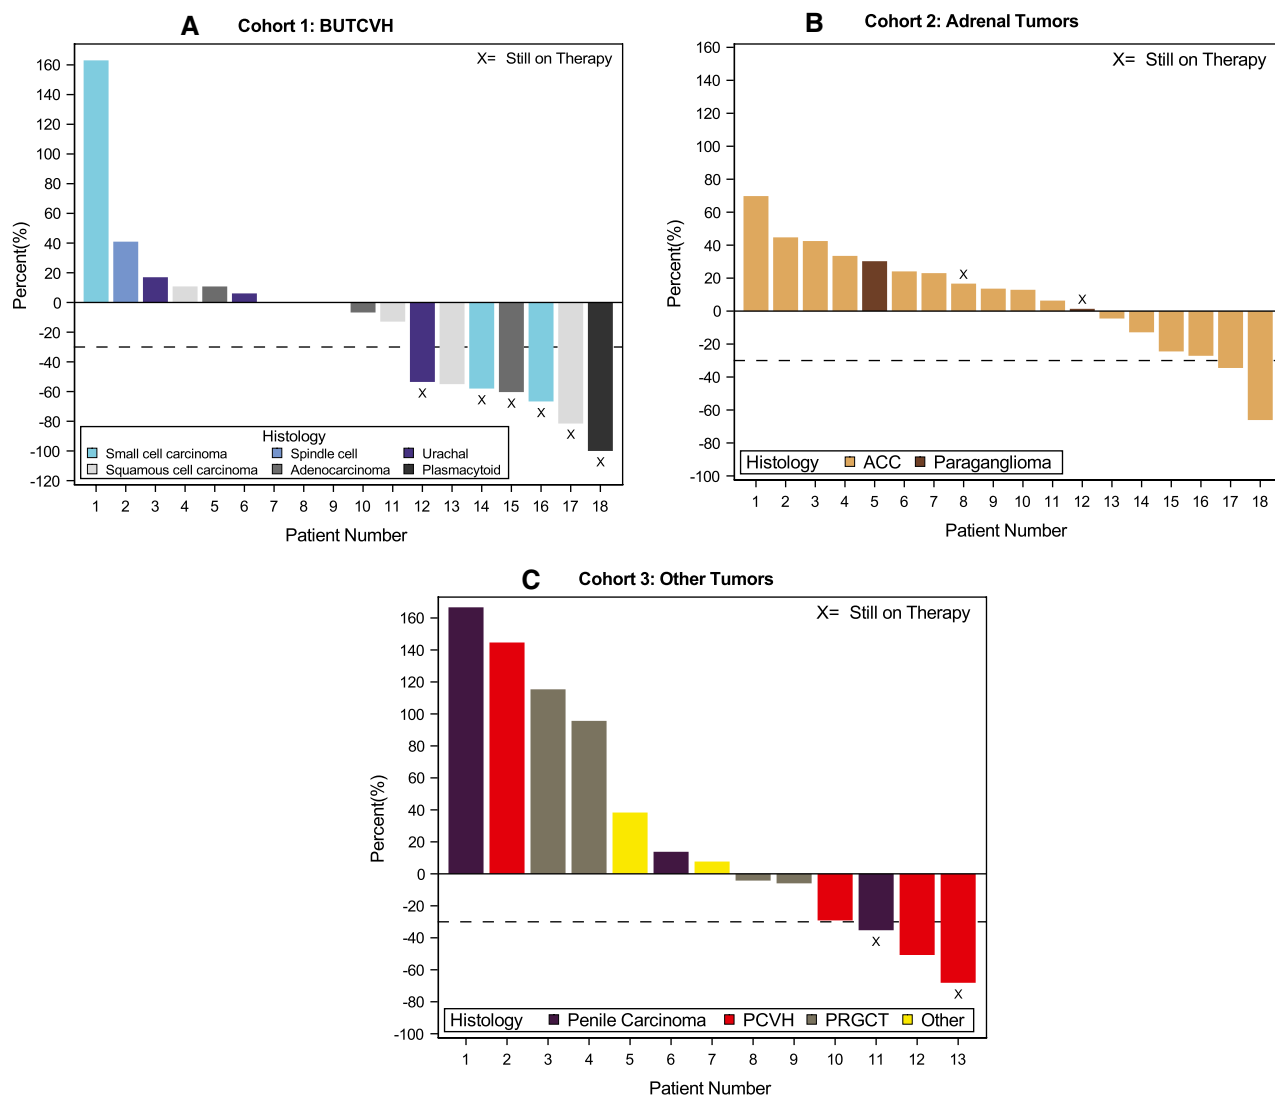 A Cohort 1: BUTCVH
X= Still on Therapy
Percent(%)
160
140
120
100
80
60
40
20
0
-20
-40
-60
-80
-100
-120
X
X
X
X
X
X
Histology
Small cell carcinoma Spindle cell Urachal
Squamous cell carcinoma Adenocarcinoma Plasmacytoid
1 2 3 4 5 6 7 8 9 10 11 12 13 14 15 16 17 18
Patient Number
B Cohort 2: Adrenal Tumors
X= Still on Therapy
Percent(%)
160
140
120
100
80
60
40
20
0
-20
-40
-60
-80
-100
X
X
Histology ACC Paraganglioma
1 2 3 4 5 6 7 8 9 10 11 12 13 14 15 16 17 18
Patient Number
C Cohort 3: Other Tumors
X= Still on Therapy
Percent(%)
160
140
120
100
80
60
40
20
0
-20
-40
-60
-80
-100
X
X
Histology Penile Carcinoma PCVH PRGCT Other
1 2 3 4 5 6 7 8 9 10 11 12 13
Patient Number